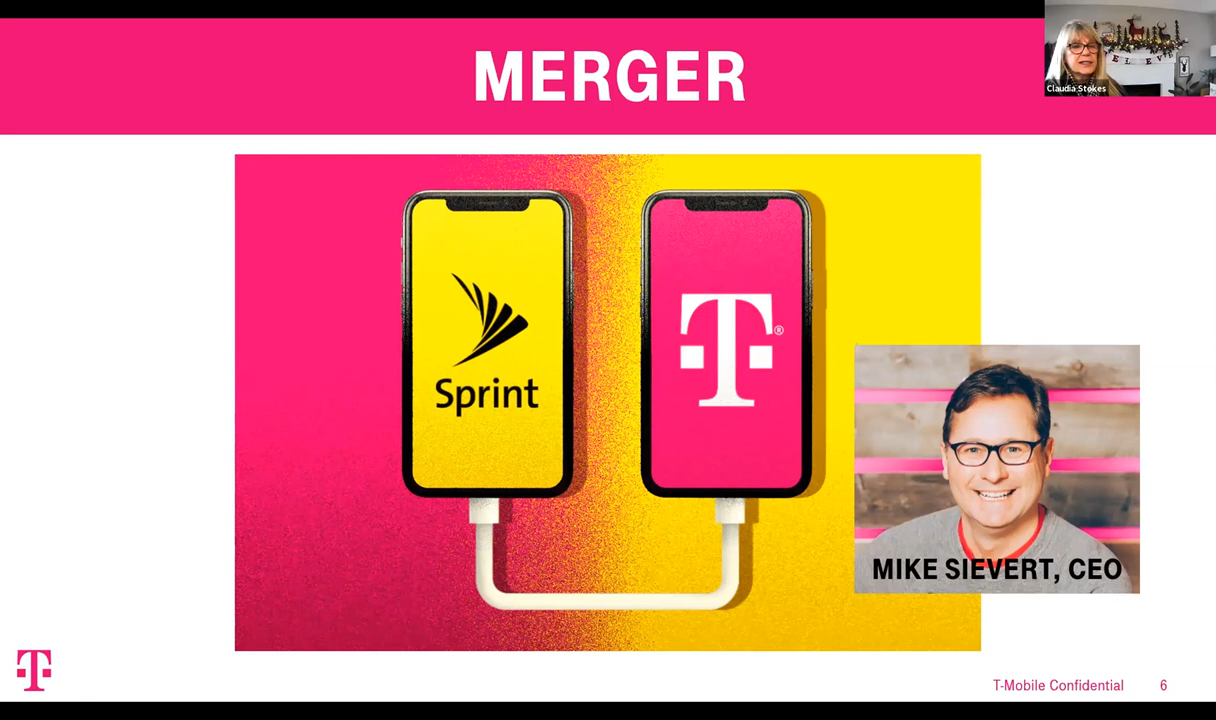 MERGER
Claudia Stokes
Sprint
T
®
MIKE SIEVERT, CEO
T
T-Mobile Confidential 6